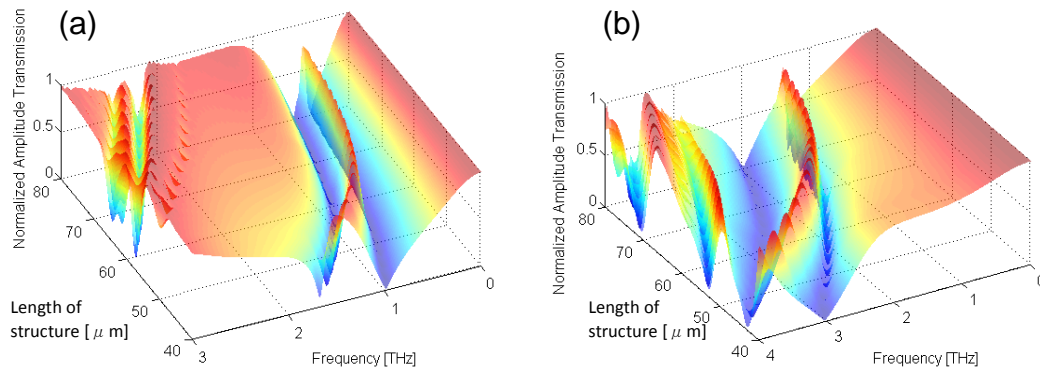 (a)
Normalized Amplitude Transmission
1
0.5
0
80
70
60
50
40
Length of
structure [ μ m]
3
2
1
0
Frequency [THz]
(b)
Normalized Amplitude Transmission
1
0.5
0
80
70
60
50
40
Length of
structure [ μ m]
4
3
2
1
0
Frequency [THz]